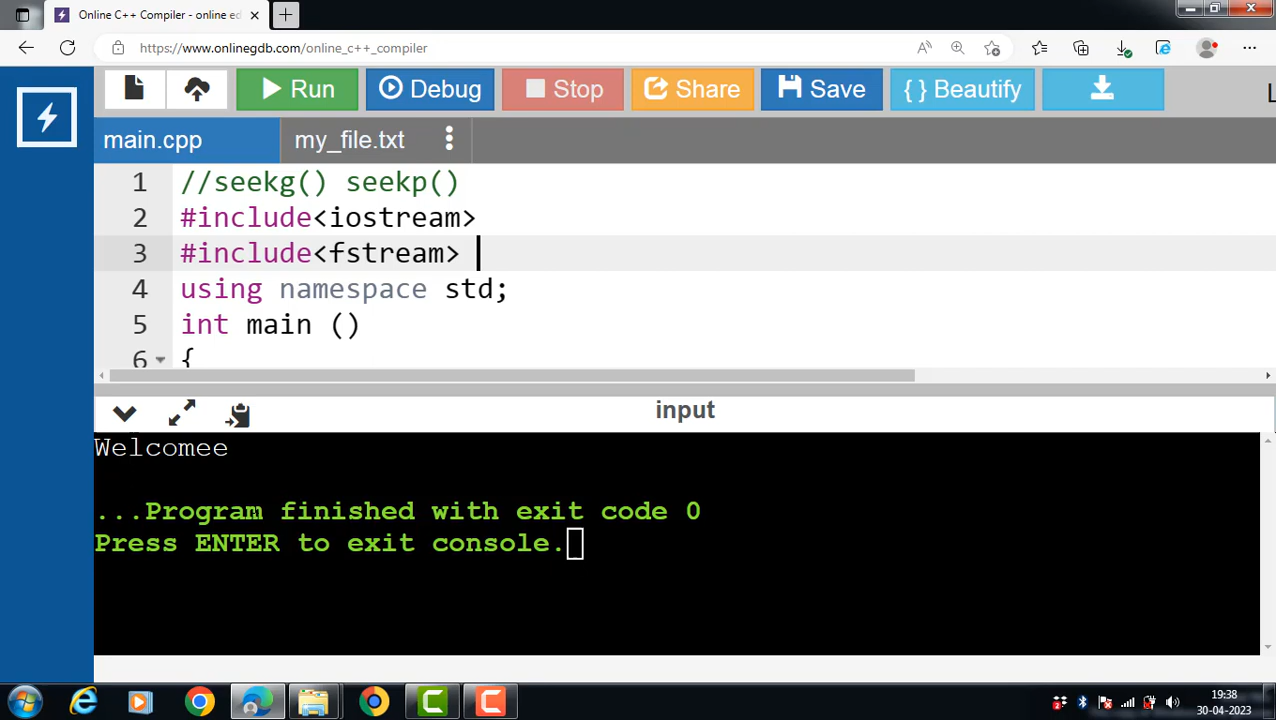 Online C++ Compiler - online ed
https://www.onlinegdb.com/online_c++_compiler
Run Debug Stop Share Save { } Beautify L
main.cpp my_file.txt
1 //seekg() seekp()
2 #include<iostream>
3 #include<fstream>
4 using namespace std;
5 int main ()
6 {
input
Welcomee
...Program finished with exit code 0
Press ENTER to exit console.
19:38
30-04-2023